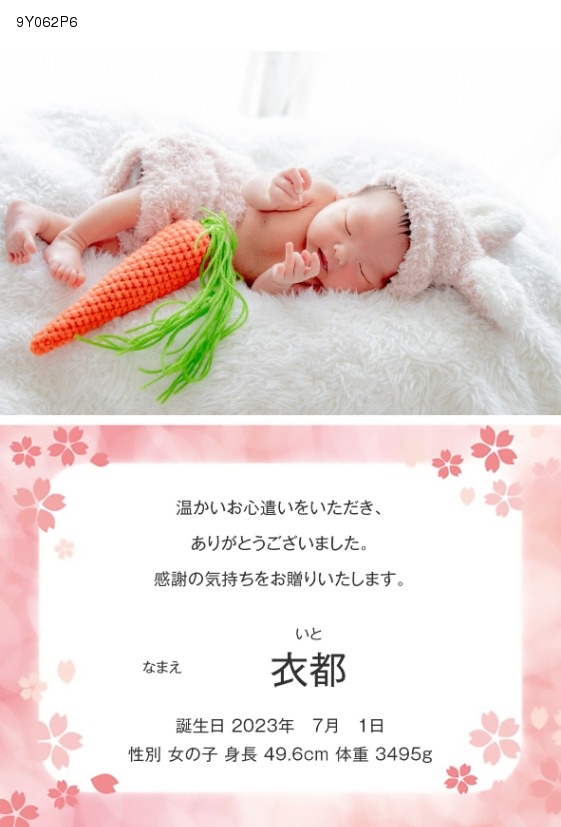 9Y062P6
温かいお心遣いをいただき、
ありがとうございました。
感謝の気持ちをお贈りいたします。
いと
なまえ 衣都
誕生日 2023年 7月 1日
性別 女の子 身長 49.6cm 体重 3495g